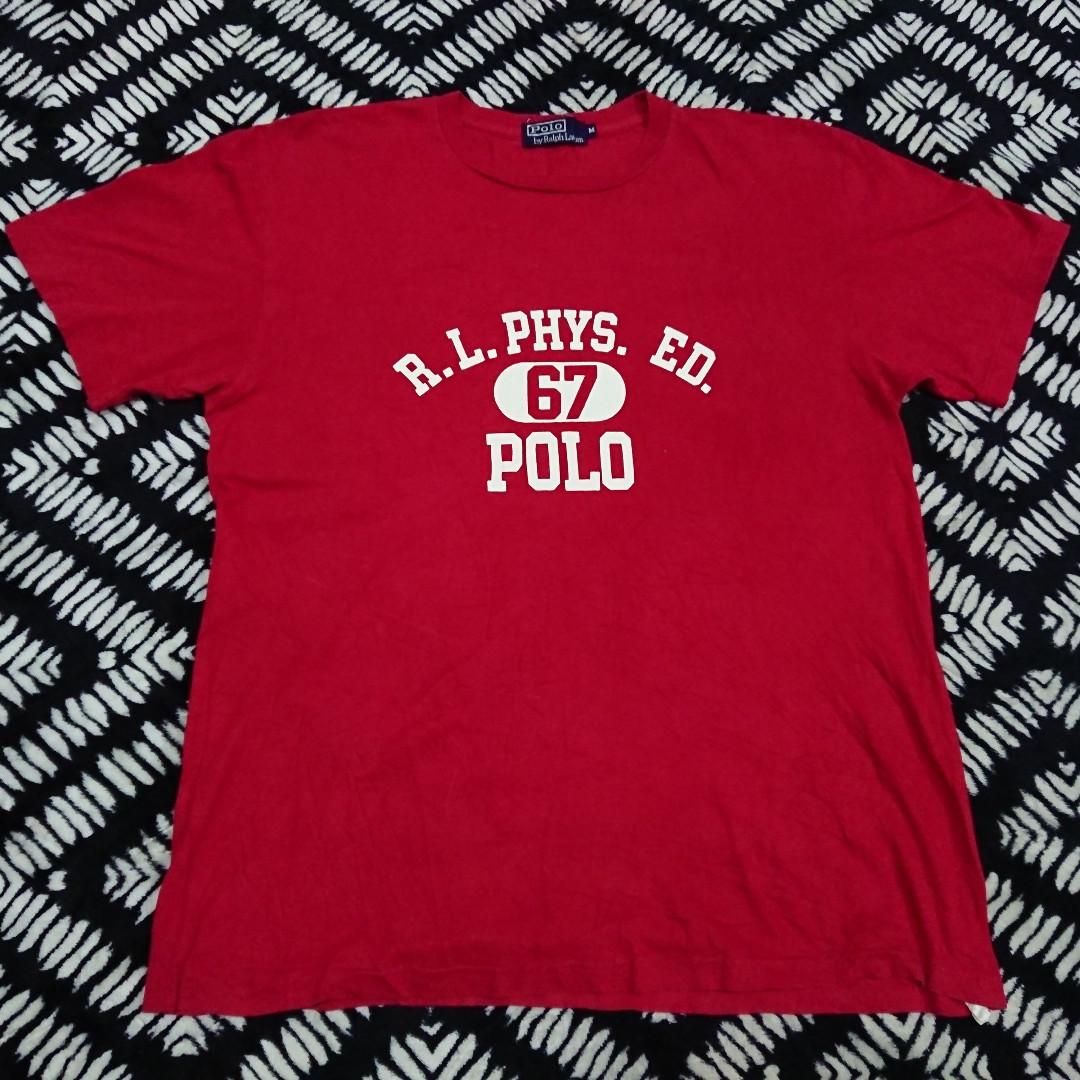 Polo M
by Ralph Lauren
R.L. PHYS. ED.
67
POLO